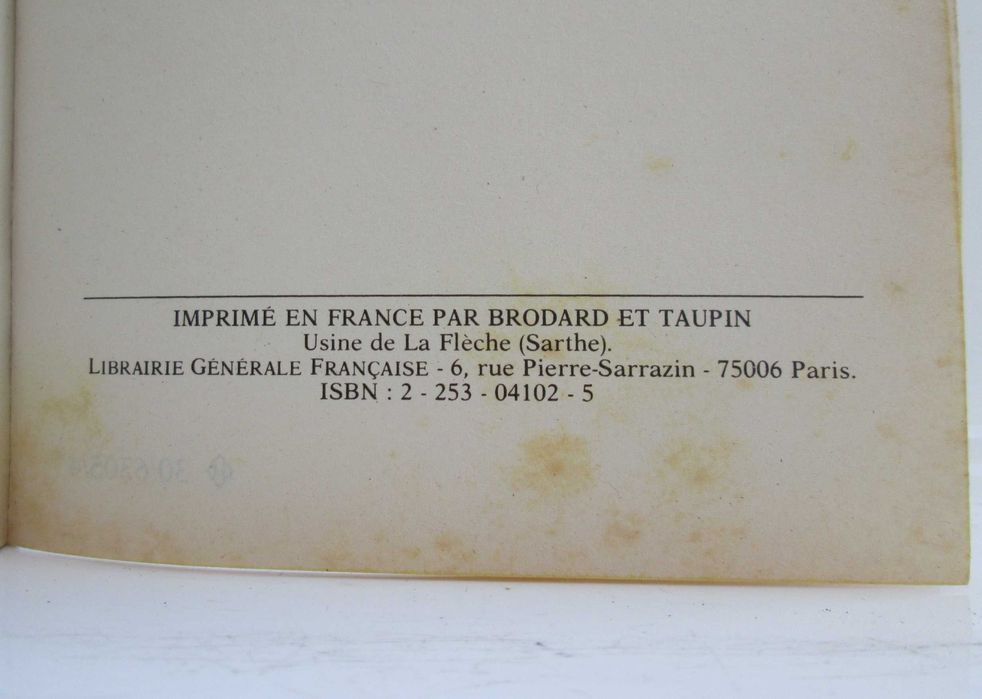 IMPRIMÉ EN FRANCE PAR BRODARD ET TAUPIN
Usine de La Flèche (Sarthe).
LIBRAIRIE GÉNÉRALE FRANÇAISE - 6, rue Pierre-Sarrazin - 75006 Paris.
ISBN : 2 - 253 - 04102 - 5